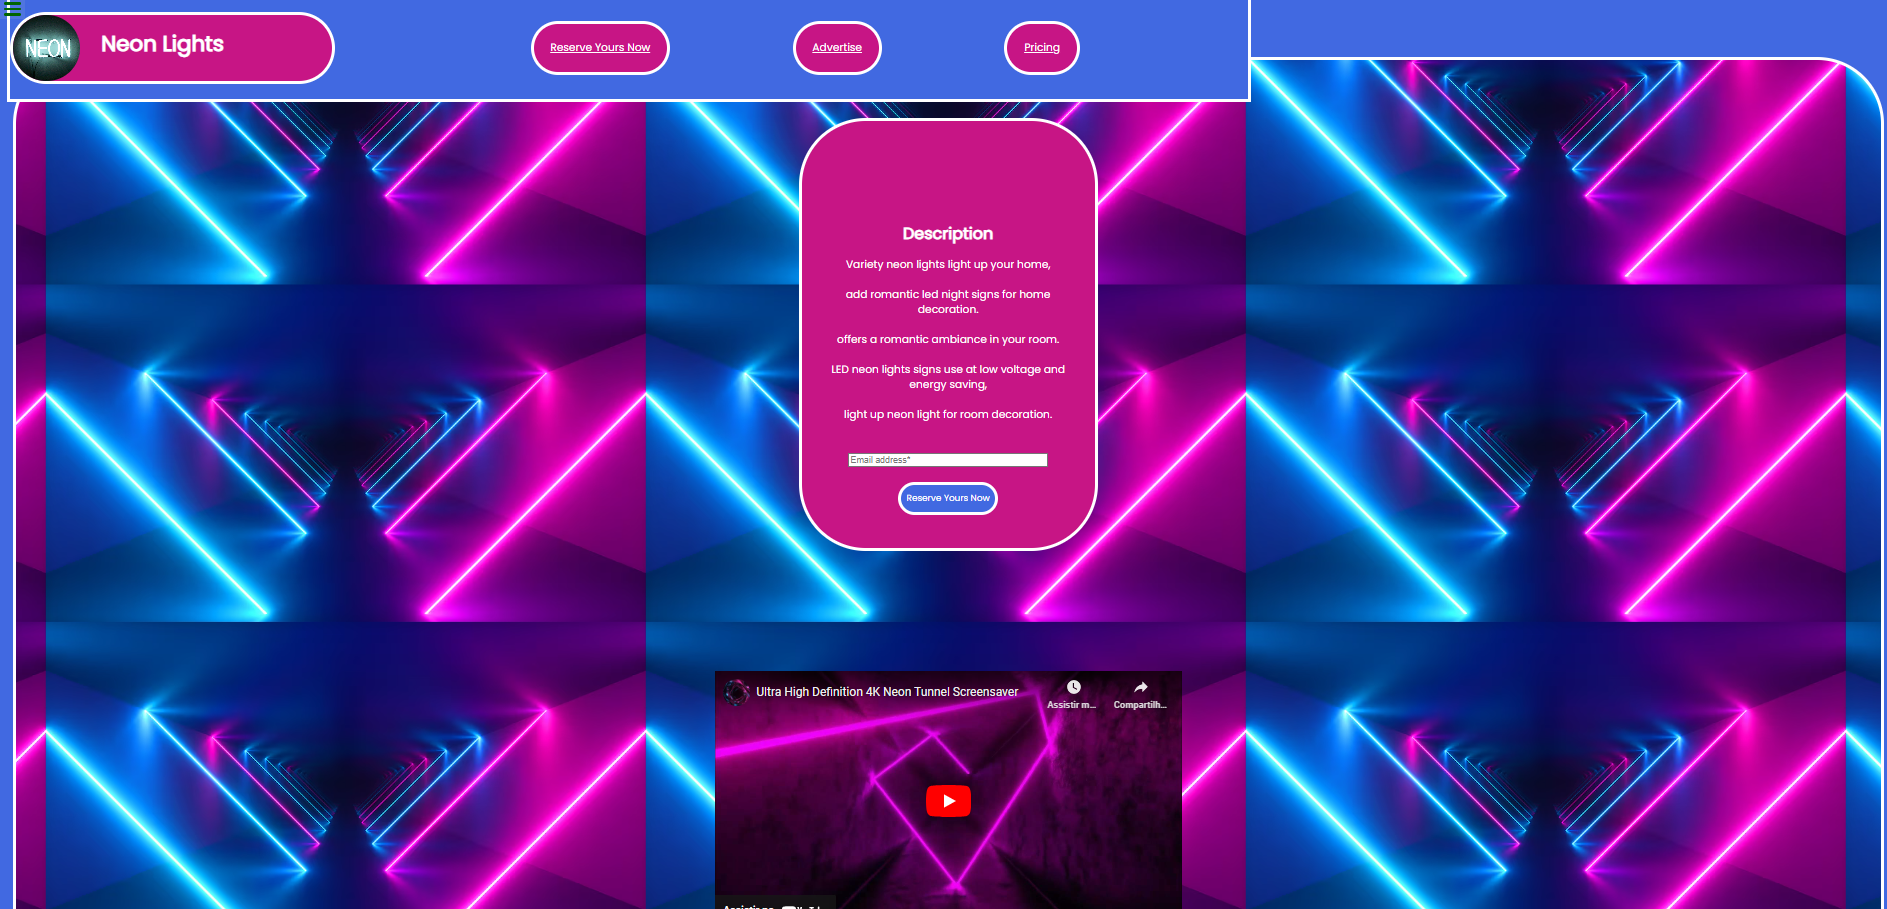 NEON
Neon Lights
Reserve Yours Now
Advertise
Pricing
Description
Variety neon lights light up your home,
add romantic led night signs for home
decoration.
offers a romantic ambiance in your room.
LED neon lights signs use at low voltage and
energy saving,
light up neon light for room decoration.
Email address*
Reserve Yours Now
Ultra High Definition 4K Neon Tunnel Screensaver
Assistir m...
Compartilh...